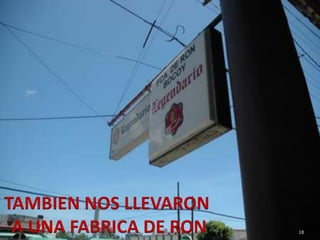 FCA. DE RON
BOCOY
Legendario
Legendario
TAMBIEN NOS LLEVARON
A UNA FABRICA DE RON
18